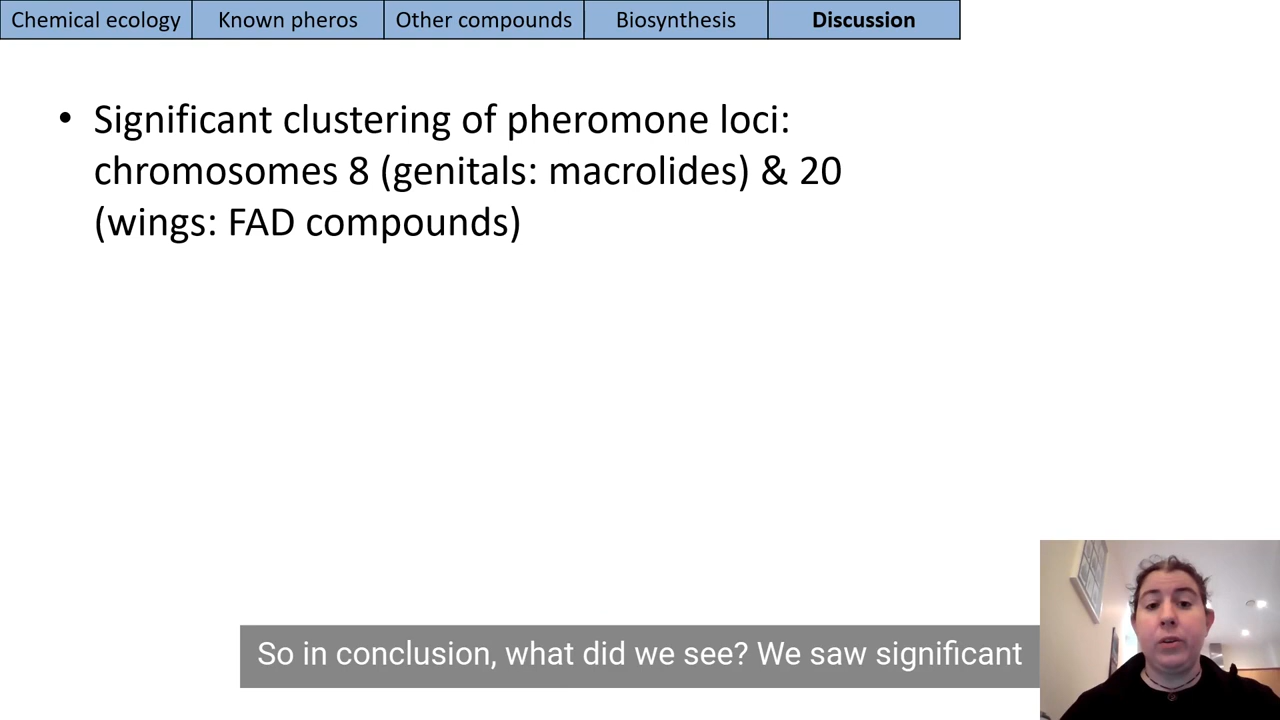 Chemical ecology Known pheros Other compounds Biosynthesis Discussion
• Significant clustering of pheromone loci:
chromosomes 8 (genitals: macrolides) & 20
(wings: FAD compounds)
So in conclusion, what did we see? We saw significant